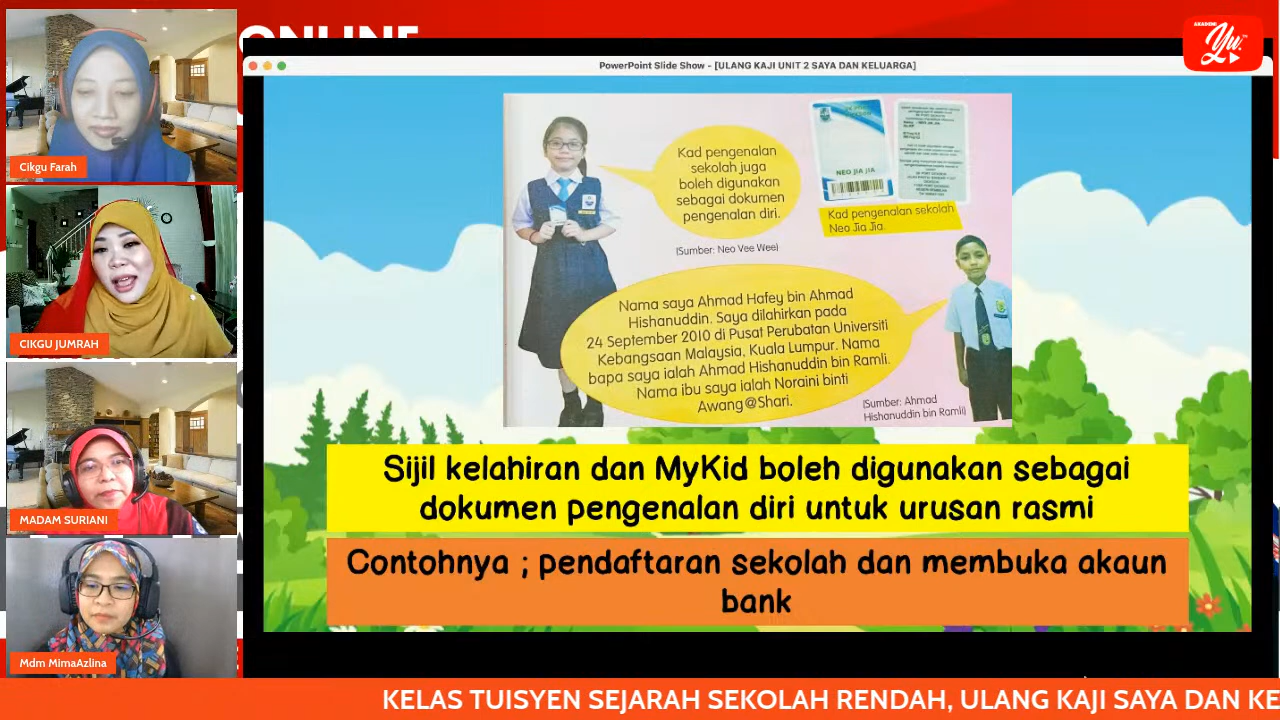 ONLINE
AKADEMI
Yu.
PowerPoint Slide Show - [ULANG KAJI UNIT 2 SAYA DAN KELUARGA]
Cikgu Farah
CIKGU JUMRAH
MADAM SURIANI
Mdm MimaAzlina
Kad pengenalan
sekolah juga
boleh digunakan
sebagai dokumen
pengenalan diri.
(Sumber: Neo Vee Wee)
NEO JIA JIA
Kad pengenalan sekolah
Neo Jia Jia.
Nama saya Ahmad Hafey bin Ahmad
Hishanuddin. Saya dilahirkan pada
24 September 2010 di Pusat Perubatan Universiti
Kebangsaan Malaysia, Kuala Lumpur. Nama
bapa saya ialah Ahmad Hishanuddin bin Ramli.
Nama ibu saya ialah Noraini binti
Awang@Shari.
(Sumber: Ahmad
Hishanuddin bin Ramli)
Sijil kelahiran dan MyKid boleh digunakan sebagai
dokumen pengenalan diri untuk urusan rasmi
Contohnya ; pendaftaran sekolah dan membuka akaun
bank
KELAS TUISYEN SEJARAH SEKOLAH RENDAH, ULANG KAJI SAYA DAN KE